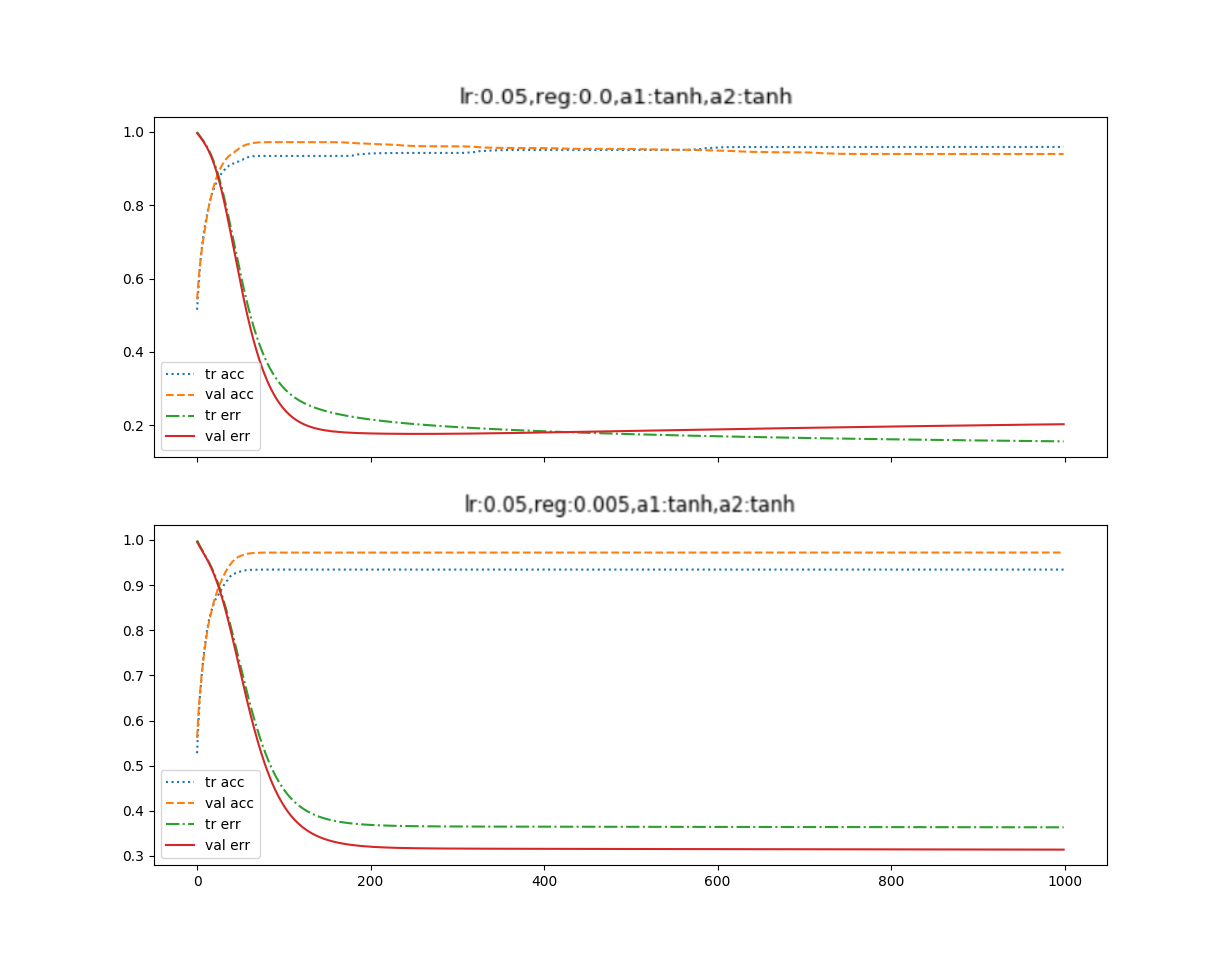 lr:0.05,reg:0.0,a1:tanh,a2:tanh
1.0
0.8
0.6
0.4
0.2
tr acc
val acc
tr err
val err
lr:0.05,reg:0.005,a1:tanh,a2:tanh
1.0
0.9
0.8
0.7
0.6
0.5
0.4
0.3
tr acc
val acc
tr err
val err
0 200 400 600 800 1000